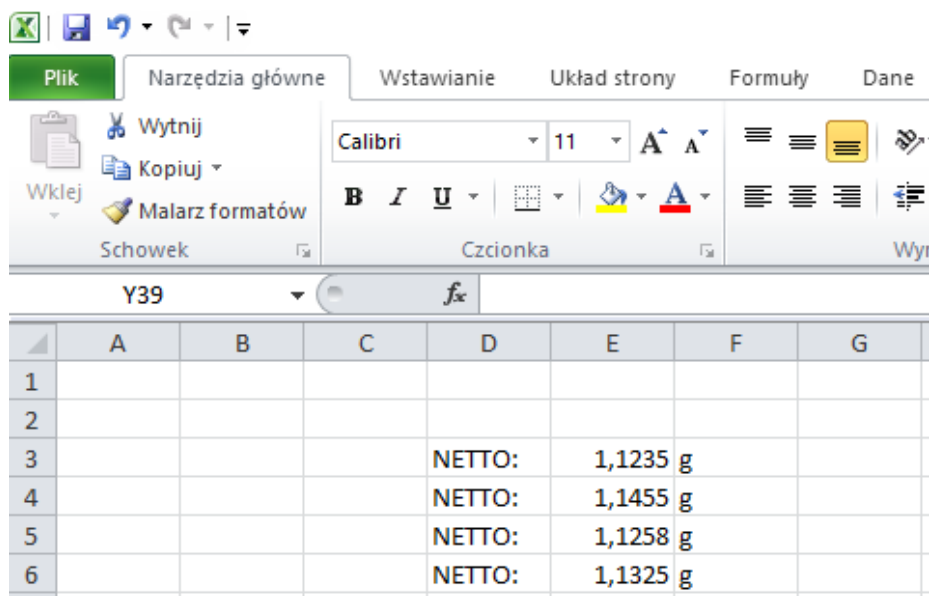 Plik Narzędzia główne Wstawianie Układ strony Formuły Dane
Wklej
Wytnij
Kopiuj
Malarz formatów
Calibri 11 A A
B I U A
Schowek Czcionka Wyr
Y39 fx
A B C D E F G
1
2
3 NETTO: 1,1235 g
4 NETTO: 1,1455 g
5 NETTO: 1,1258 g
6 NETTO: 1,1325 g